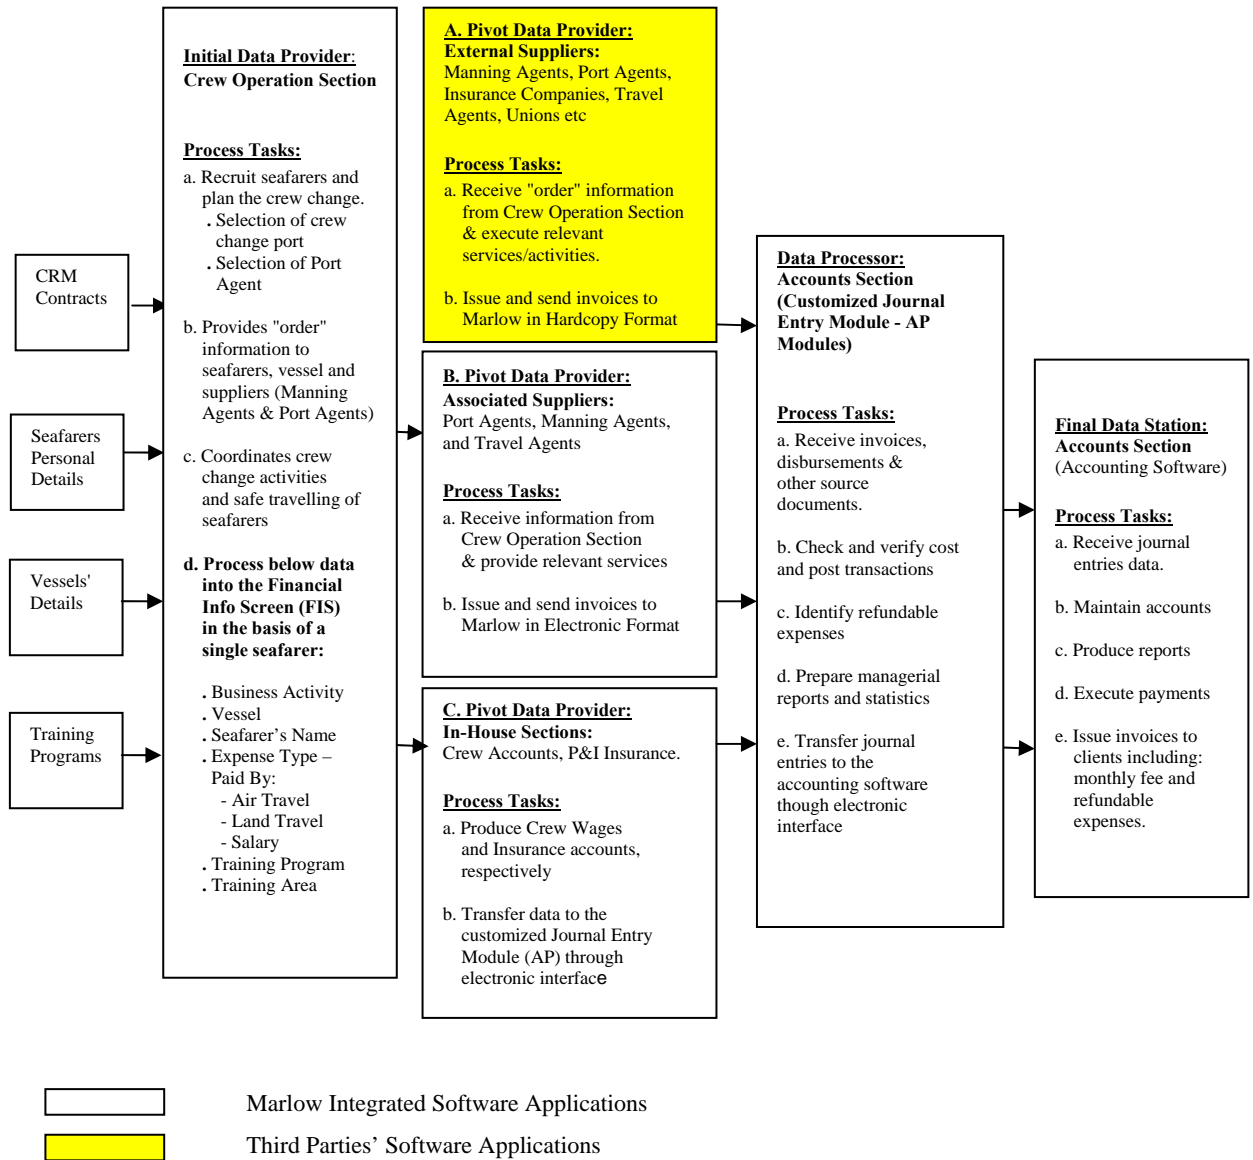 CRM
Contracts
Seafarers
Personal
Details
Vessels'
Details
Training
Programs
Initial Data Provider:
Crew Operation Section
Process Tasks:
a. Recruit seafarers and
plan the crew change.
. Selection of crew
change port
. Selection of Port
Agent
b. Provides "order"
information to
seafarers, vessel and
suppliers (Manning
Agents & Port Agents)
c. Coordinates crew
change activities
and safe travelling of
seafarers
d. Process below data
into the Financial
Info Screen (FIS)
in the basis of a
single seafarer:
. Business Activity
. Vessel
. Seafarer's Name
. Expense Type –
Paid By:
- Air Travel
- Land Travel
- Salary
. Training Program
. Training Area
A. Pivot Data Provider:
External Suppliers:
Manning Agents, Port Agents,
Insurance Companies, Travel
Agents, Unions etc
Process Tasks:
a. Receive "order" information
from Crew Operation Section
& execute relevant
services/activities.
b. Issue and send invoices to
Marlow in Hardcopy Format
B. Pivot Data Provider:
Associated Suppliers:
Port Agents, Manning Agents,
and Travel Agents
Process Tasks:
a. Receive information from
Crew Operation Section
& provide relevant services
b. Issue and send invoices to
Marlow in Electronic Format
C. Pivot Data Provider:
In-House Sections:
Crew Accounts, P&I Insurance.
Process Tasks:
a. Produce Crew Wages
and Insurance accounts,
respectively
b. Transfer data to the
customized Journal Entry
Module (AP) through
electronic interface
Data Processor:
Accounts Section
(Customized Journal
Entry Module - AP
Modules)
Process Tasks:
a. Receive invoices,
disbursements &
other source
documents.
b. Check and verify cost
and post transactions
c. Identify refundable
expenses
d. Prepare managerial
reports and statistics
e. Transfer journal
entries to the
accounting software
though electronic
interface
Final Data Station:
Accounts Section
(Accounting Software)
Process Tasks:
a. Receive journal
entries data.
b. Maintain accounts
c. Produce reports
d. Execute payments
e. Issue invoices to
clients including:
monthly fee and
refundable
expenses.
Marlow Integrated Software Applications
Third Parties’ Software Applications